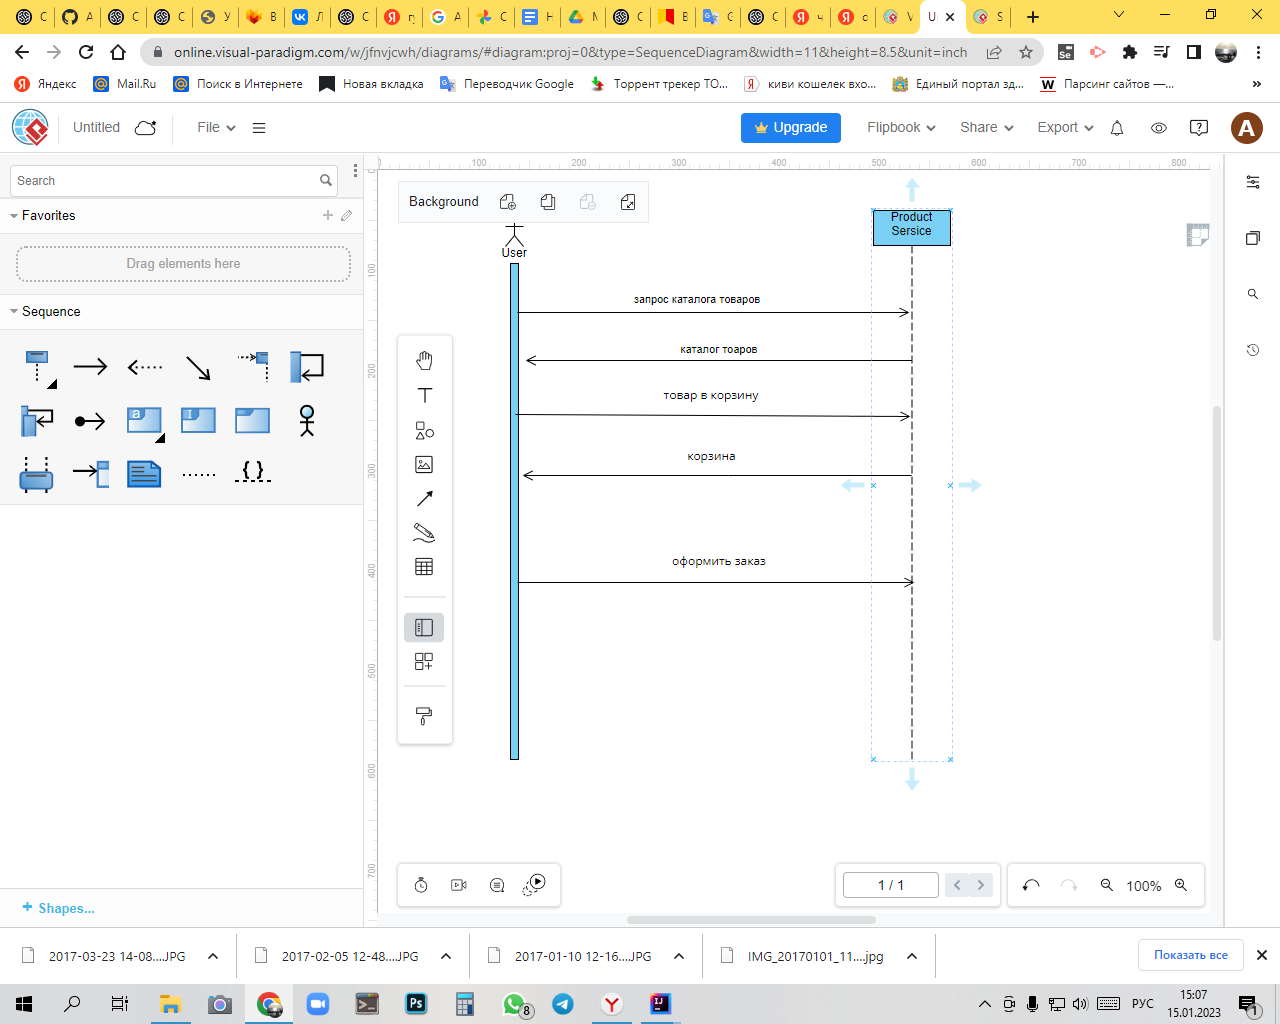 online.visual-paradigm.com/w/jfnvjcwh/diagrams/#diagram:proj=0&type=SequenceDiagram&width=11&height=8.5&unit=inch
Яндекс
Mail.Ru
Поиск в Интернете
Новая вкладка
Переводчик Google
Торрент трекер ТО...
киви кошелек вхо...
Единый портал зд...
Парсинг сайтов —...
»
Untitled
File
Upgrade
Flipbook
Share
Export
A
Search
Favorites
Drag elements here
Sequence
Shapes...
100
200
300
400
500
600
700
800
100
200
300
400
500
600
700
Background
User
Product
Sersice
запрос каталога товаров
каталог тоаров
товар в корзину
корзина
оформить заказ
1 / 1
100%
2017-03-23 14-08....JPG
2017-02-05 12-48....JPG
2017-01-10 12-16....JPG
IMG_20170101_11....jpg
Показать все
8
РУС
15:07
15.01.2023
1